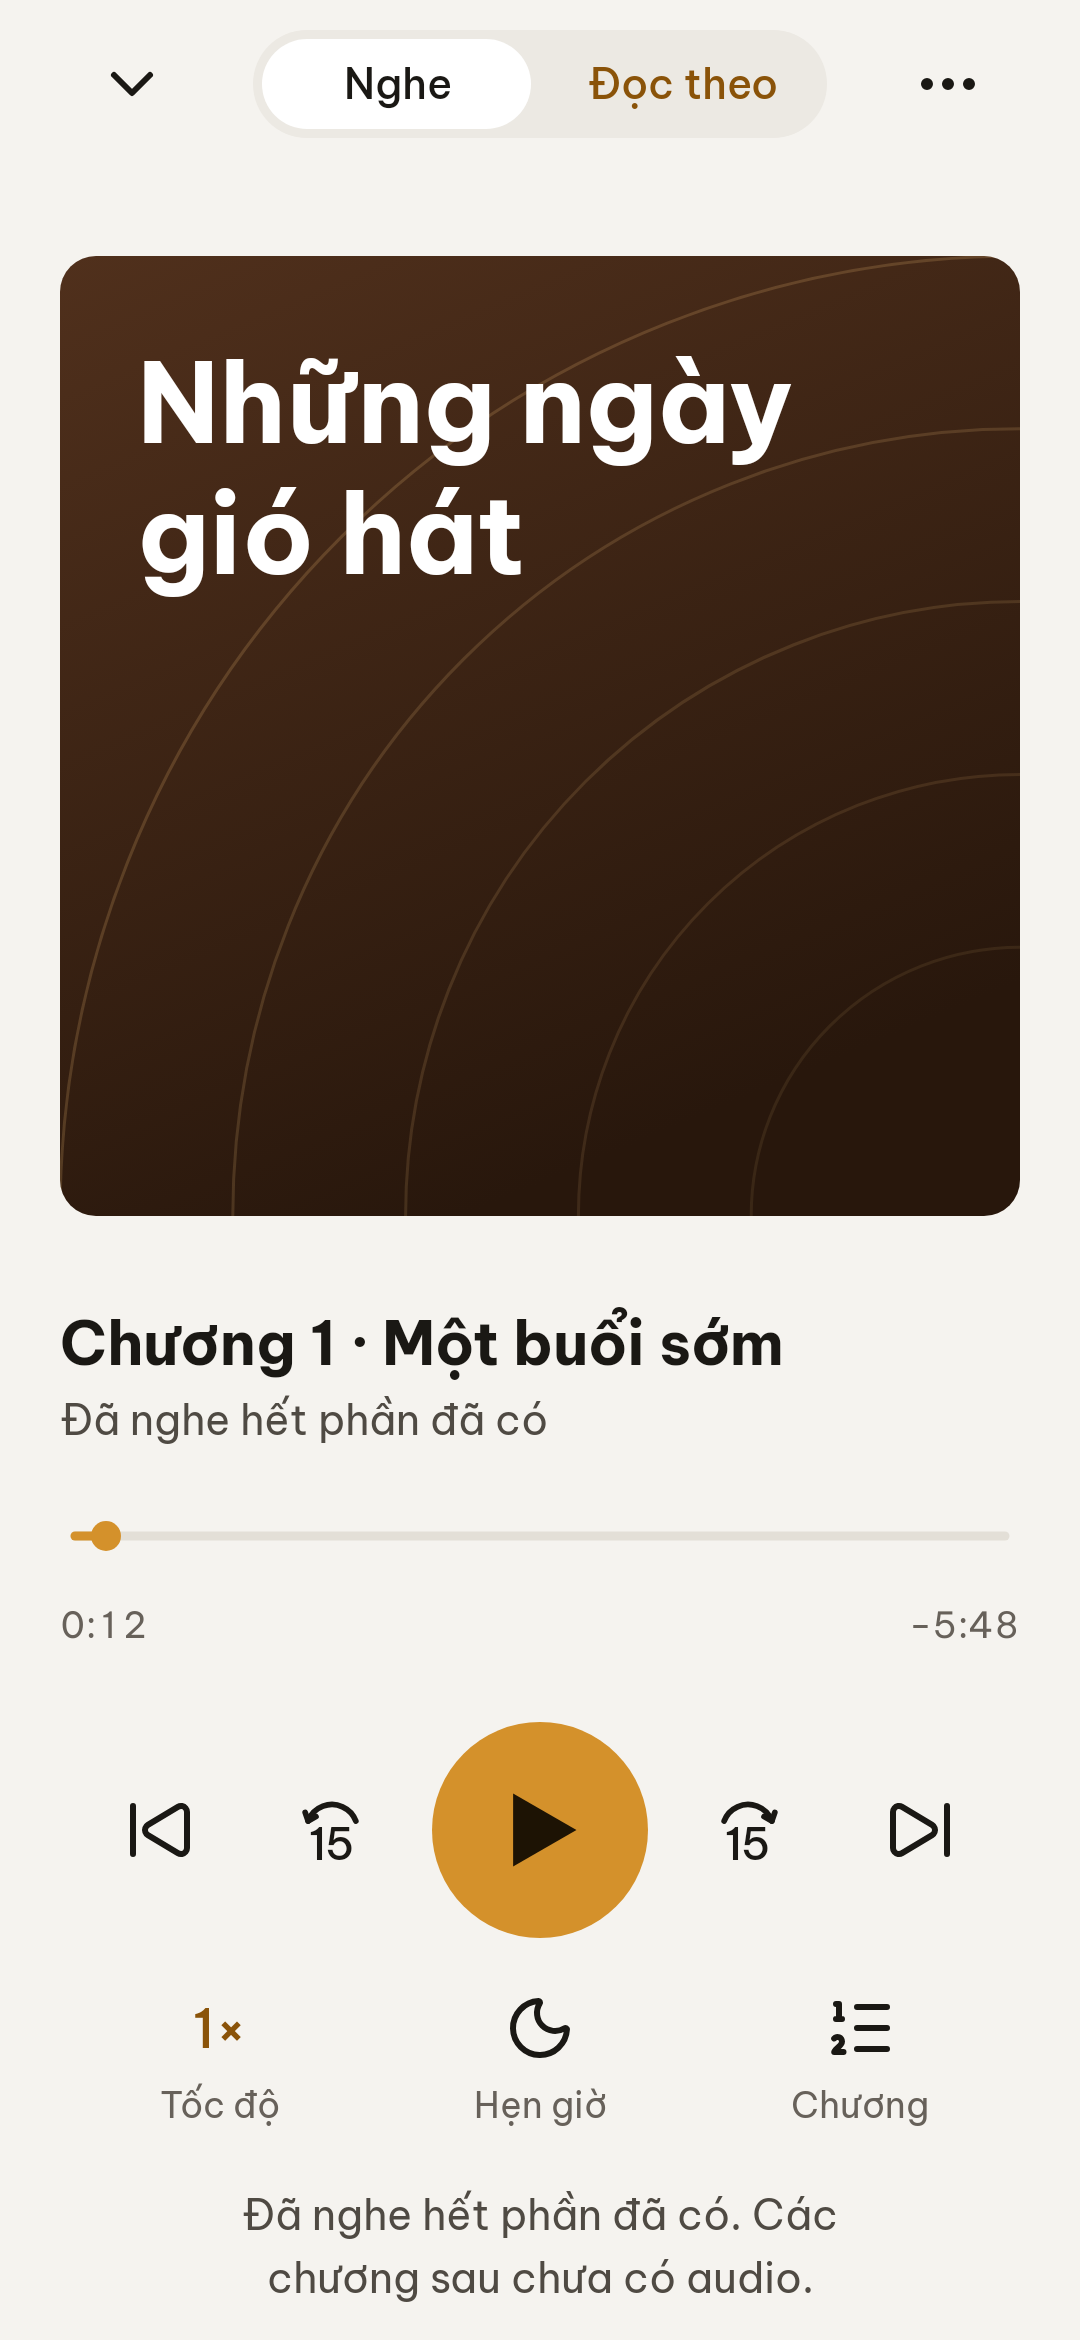 Nghe
Đọc theo
Những ngày
gió hát
Chương 1 · Một buổi sớm
Đã nghe hết phần đã có
0:12
−5:48
15
15
1×
Tốc độ
Hẹn giờ
1
2
Chương
Đã nghe hết phần đã có. Các
chương sau chưa có audio.